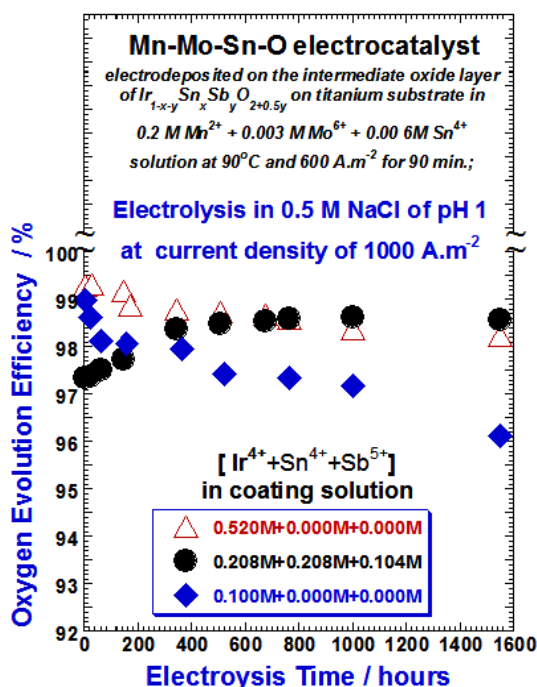 Mn-Mo-Sn-O electrocatalyst
electrodeposited on the intermediate oxide layer
of Ir1-x-ySnxSbyO2+0.5y on titanium substrate in
0.2 M Mn2+ + 0.003 M Mo6+ + 0.00 6M Sn4+
solution at 90oC and 600 A.m-2 for 90 min.;
Electrolysis in 0.5 M NaCl of pH 1
at current density of 1000 A.m-2
Oxygen Evolution Efficiency / %
100
99
98
97
96
95
94
93
92
[ Ir4++Sn4++Sb5+]
in coating solution
0.520M+0.000M+0.000M
0.208M+0.208M+0.104M
0.100M+0.000M+0.000M
0 200 400 600 800 1000 1200 1400 1600
Electroysis Time / hours